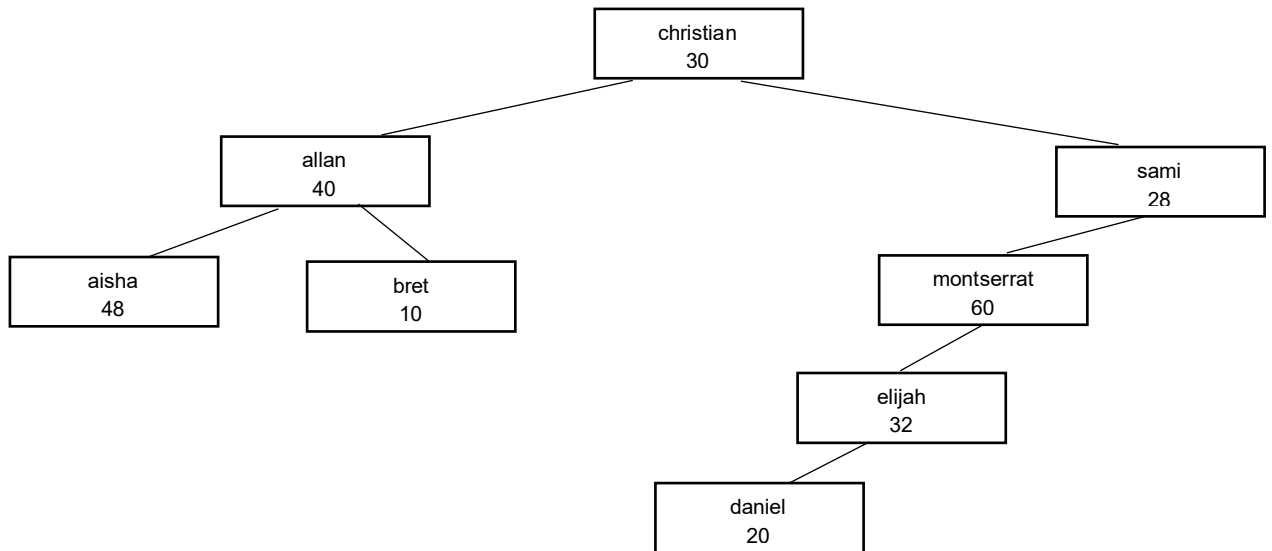 christian
30
allan
40
sami
28
aisha
48
bret
10
montserrat
60
elijah
32
daniel
20